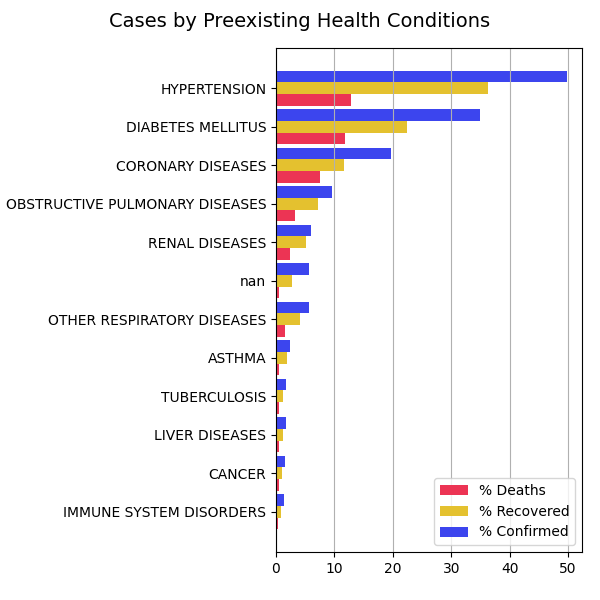 Cases by Preexisting Health Conditions
HYPERTENSION
DIABETES MELLITUS
CORONARY DISEASES
OBSTRUCTIVE PULMONARY DISEASES
RENAL DISEASES
nan
OTHER RESPIRATORY DISEASES
ASTHMA
TUBERCULOSIS
LIVER DISEASES
CANCER
IMMUNE SYSTEM DISORDERS
% Deaths
% Recovered
% Confirmed
0 10 20 30 40 50